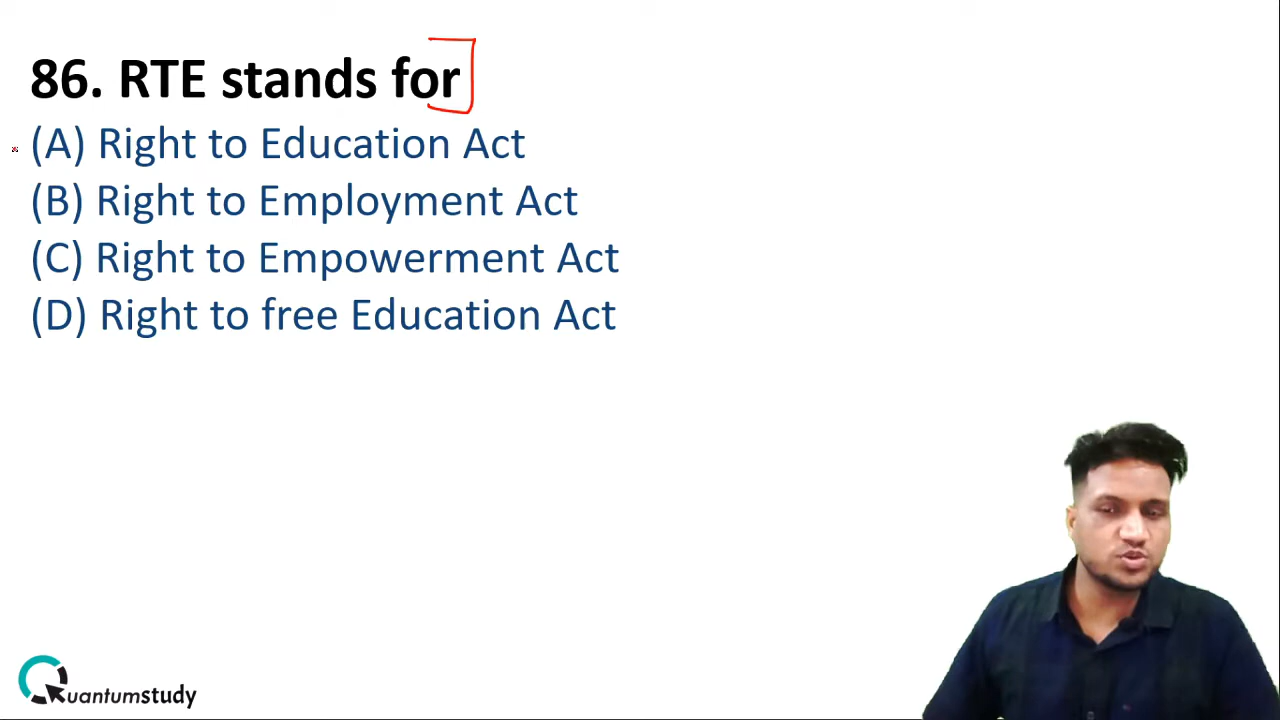 86. RTE stands for
(A) Right to Education Act
(B) Right to Employment Act
(C) Right to Empowerment Act
(D) Right to free Education Act
Quantumstudy